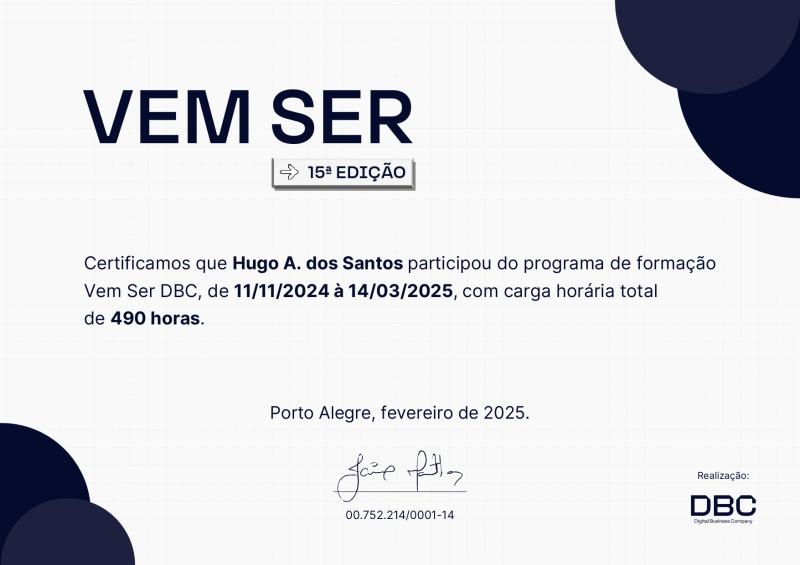 VEM SER
15ª EDIÇÃO
Certificamos que Hugo A. dos Santos participou do programa de formação
Vem Ser DBC, de 11/11/2024 à 14/03/2025, com carga horária total
de 490 horas.
Porto Alegre, fevereiro de 2025.
00.752.214/0001-14
Realização:
DBC
Digital Business Company